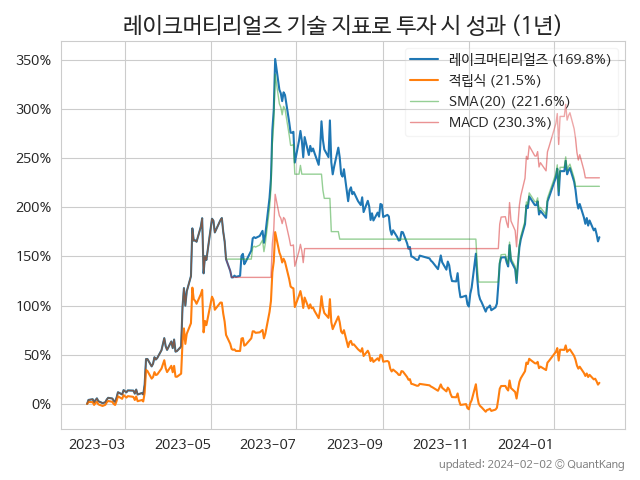 레이크머티리얼즈 기술 지표로 투자 시 성과 (1년)
350%
300%
250%
200%
150%
100%
50%
0%
레이크머티리얼즈 (169.8%)
적립식 (21.5%)
SMA(20) (221.6%)
MACD (230.3%)
2023-03 2023-05 2023-07 2023-09 2023-11 2024-01
updated: 2024-02-02 © QuantKang